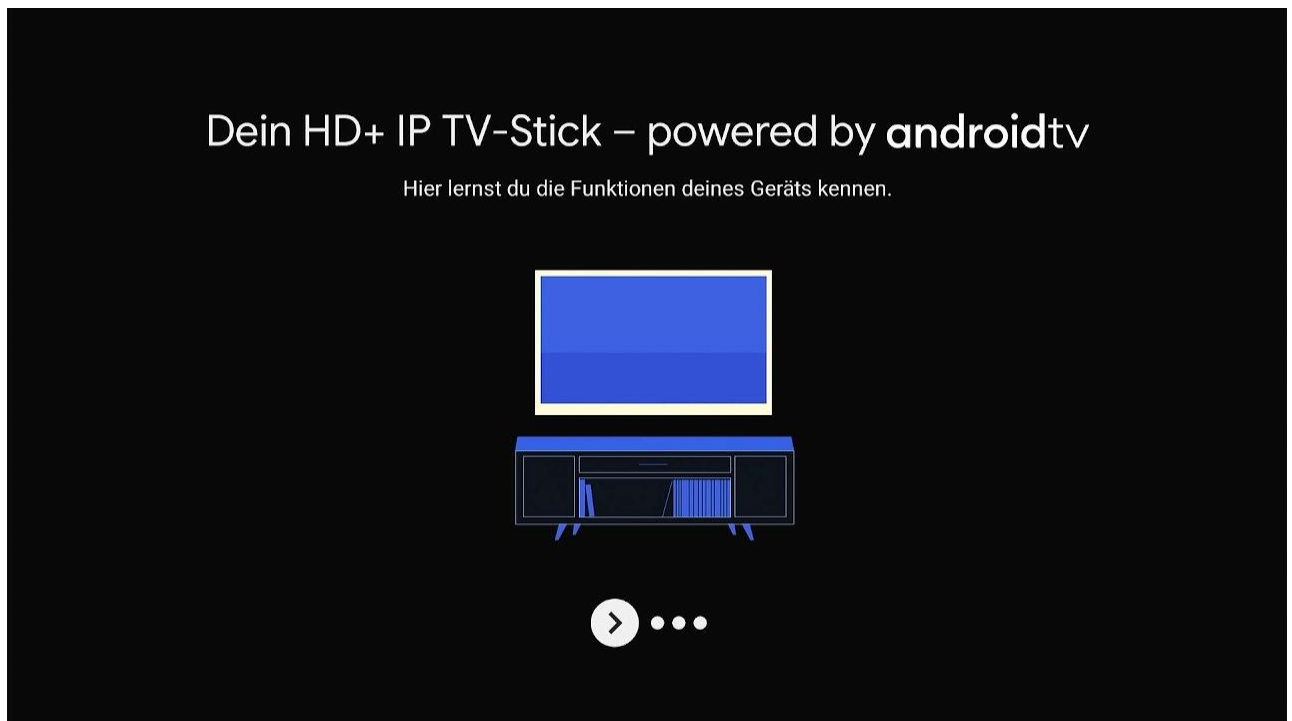 Dein HD+ IP TV-Stick – powered by androidtv
Hier lernst du die Funktionen deines Geräts kennen.